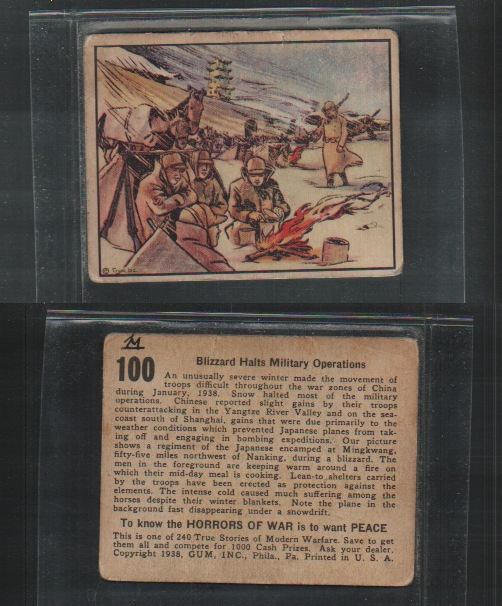 © Gum, Inc.
100
Blizzard Halts Military Operations
An unusually severe winter made the movement of
troops difficult throughout the war zones of China
during January, 1938. Snow halted most of the military
operations. Chinese reported slight gains by their troops
counterattacking in the Yangtze River Valley and on the sea-
coast south of Shanghai, gains that were due primarily to the
weather conditions which prevented Japanese planes from tak-
ing off and engaging in bombing expeditions. Our picture
shows a regiment of the Japanese encamped at Mingkwang,
fifty-five miles northwest of Nanking, during a blizzard. The
men in the foreground are keeping warm around a fire on
which their mid-day meal is cooking. Lean-to shelters carried
by the troops have been erected as protection against the
elements. The intense cold caused much suffering among the
horses despite their winter blankets. Note the plane in the
background fast disappearing under a snowdrift.
To know the HORRORS OF WAR is to want PEACE
This is one of 240 True Stories of Modern Warfare. Save to get
them all and compete for 1000 Cash Prizes. Ask your dealer.
Copyright 1938, GUM, INC., Phila., Pa. Printed in U. S. A.